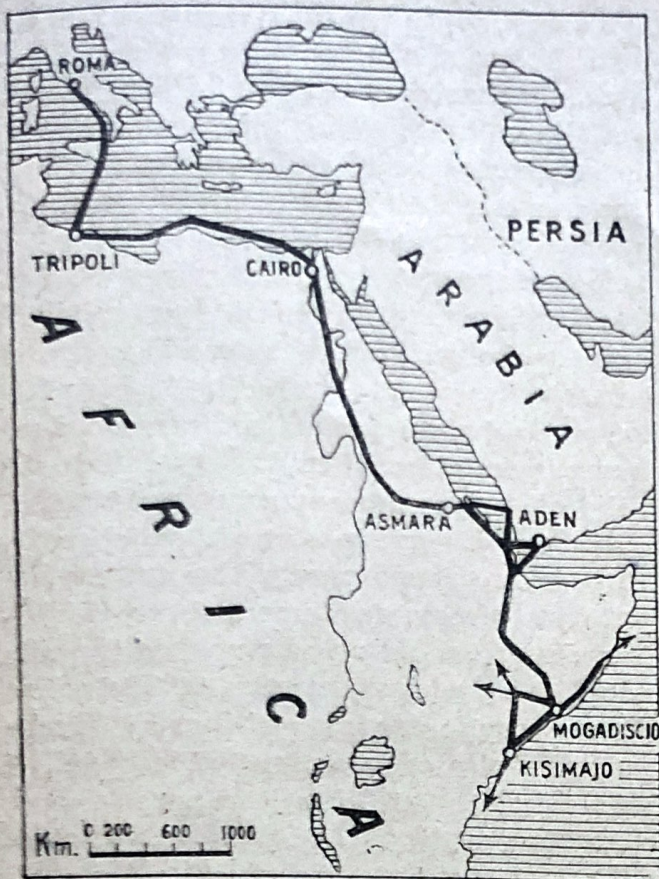 ROMA
PERSIA
TRIPOLI
CAIRO
ARABIA
AFRICA
ASMARA
ADEN
MOGADISCIO
KISIMAJO
Km. 0 200 600 1000